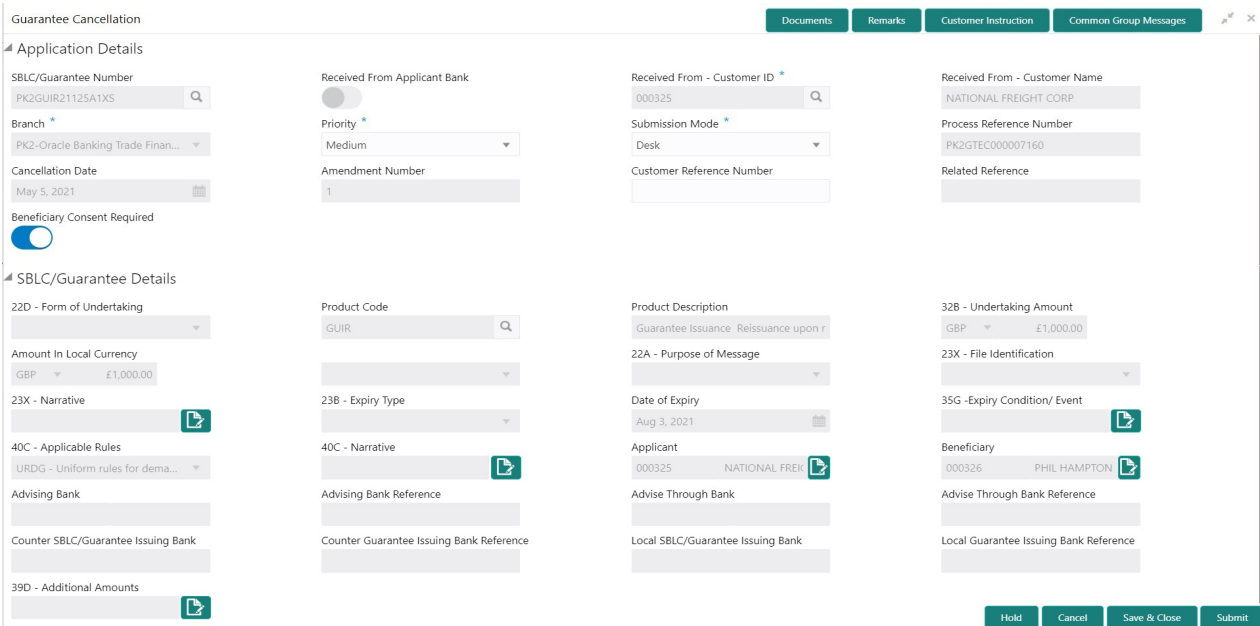 Guarantee Cancellation
Documents
Remarks
Customer Instruction
Common Group Messages
Application Details
SBLC/Guarantee Number
Received From Applicant Bank
Received From - Customer ID *
Received From - Customer Name
PK2GUIR21125A1XS
000325
NATIONAL FREIGHT CORP
Branch *
Priority *
Submission Mode *
Process Reference Number
PK2-Oracle Banking Trade Finan...
Medium
Desk
PK2GTEC000007160
Cancellation Date
Amendment Number
Customer Reference Number
Related Reference
May 5, 2021
1
Beneficiary Consent Required
SBLC/Guarantee Details
22D - Form of Undertaking
Product Code
Product Description
32B - Undertaking Amount
GUIR
Guarantee Issuance Reissuance upon r
GBP £1,000.00
Amount In Local Currency
22A - Purpose of Message
23X - File Identification
GBP £1,000.00
23X - Narrative
23B - Expiry Type
Date of Expiry
35G -Expiry Condition/ Event
Aug 3, 2021
40C - Applicable Rules
40C - Narrative
Applicant
Beneficiary
URDG - Uniform rules for dema...
000325 NATIONAL FREIG
000326 PHIL HAMPTON
Advising Bank
Advising Bank Reference
Advise Through Bank
Advise Through Bank Reference
Counter SBLC/Guarantee Issuing Bank
Counter Guarantee Issuing Bank Reference
Local SBLC/Guarantee Issuing Bank
Local Guarantee Issuing Bank Reference
39D - Additional Amounts
Hold
Cancel
Save & Close
Submit